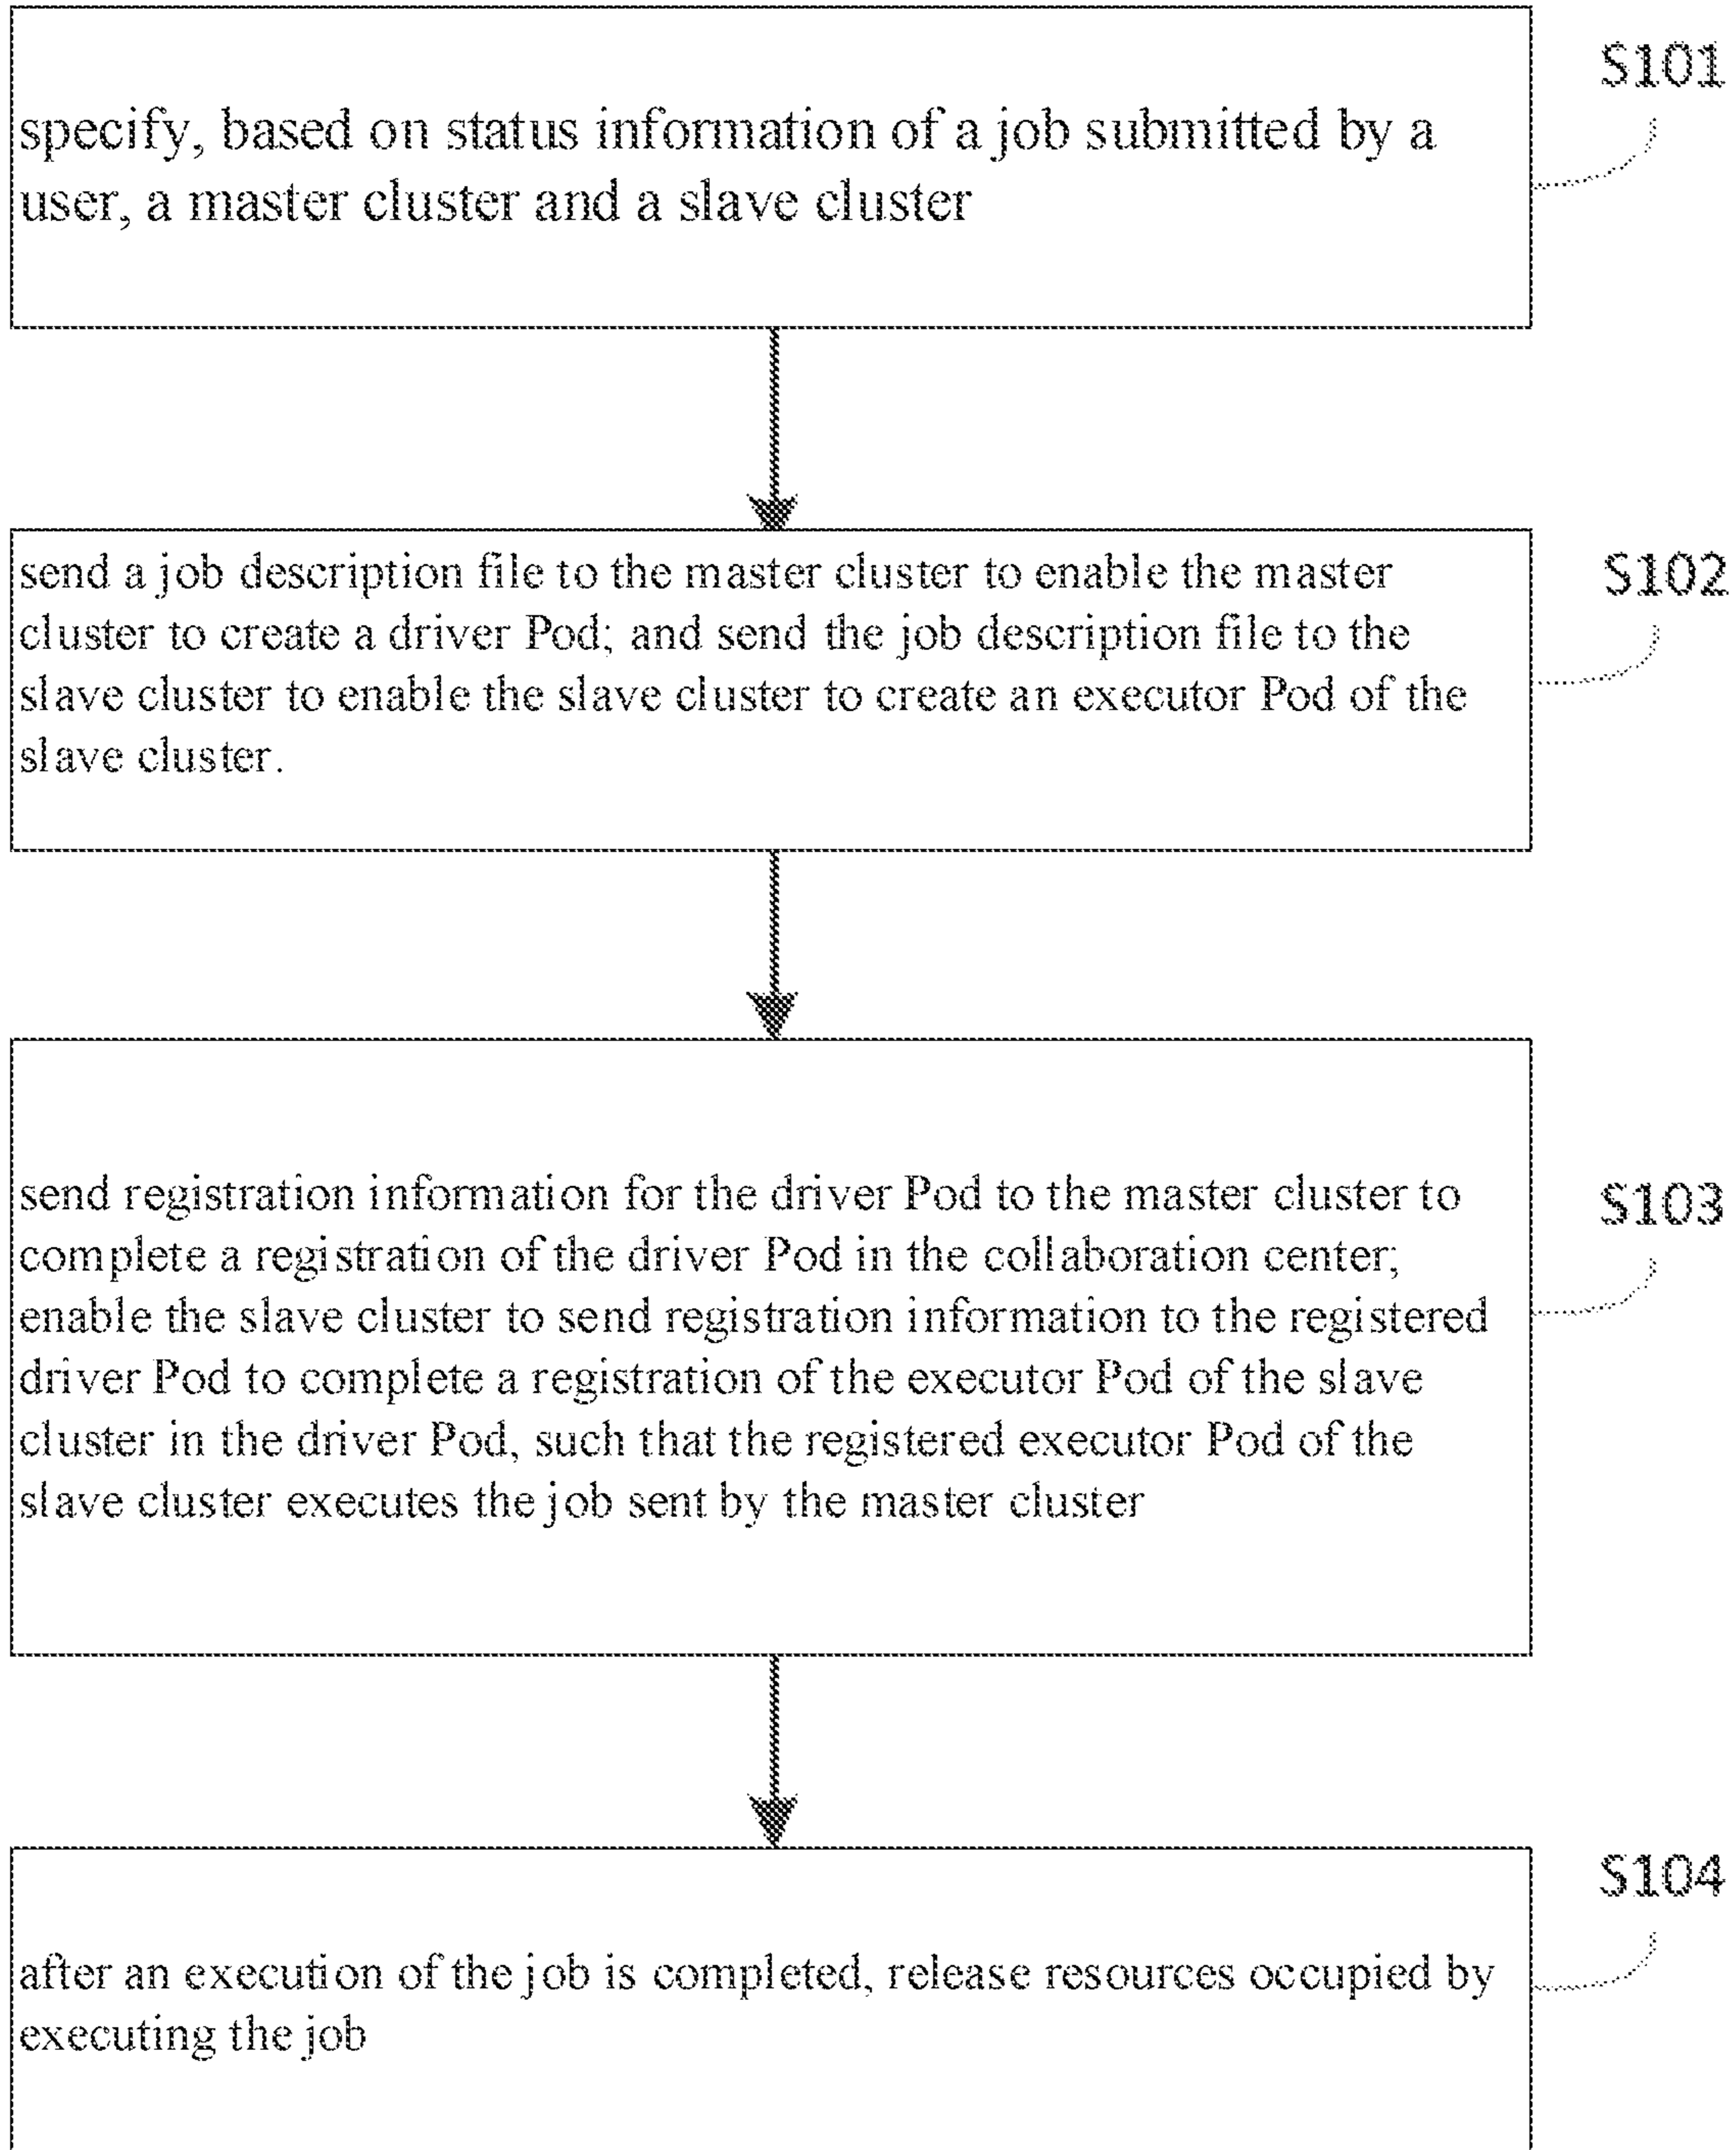 S101
specify, based on status information of a job submitted by a
user, a master cluster and a slave cluster
S102
send a job description file to the master cluster to enable the master
cluster to create a driver Pod; and send the job description file to the
slave cluster to enable the slave cluster to create an executor Pod of the
slave cluster.
S103
send registration information for the driver Pod to the master cluster to
complete a registration of the driver Pod in the collaboration center;
enable the slave cluster to send registration information to the registered
driver Pod to complete a registration of the executor Pod of the slave
cluster in the driver Pod, such that the registered executor Pod of the
slave cluster executes the job sent by the master cluster
S104
after an execution of the job is completed, release resources occupied by
executing the job